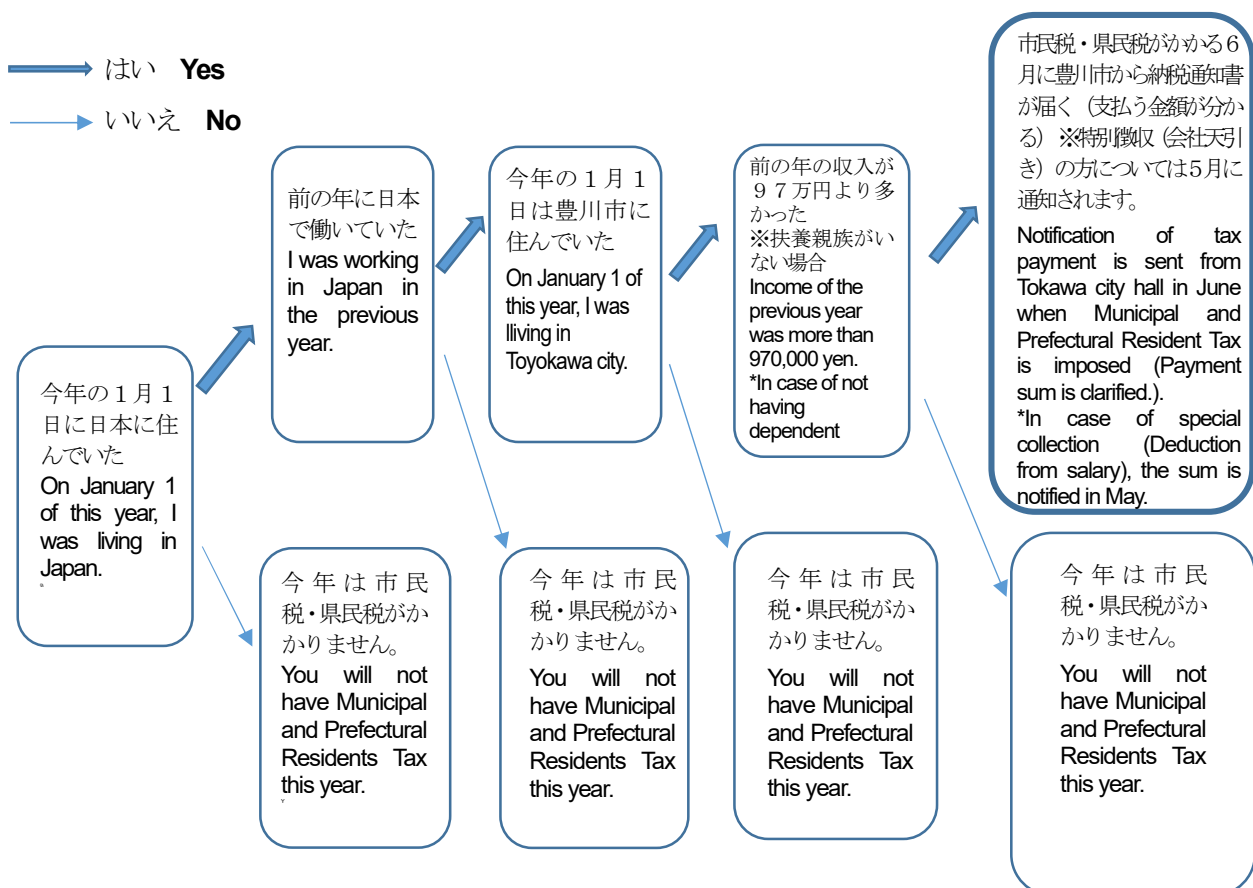 はい Yes
いいえ No
今年の１月１
日に日本に住
んでいた
On January 1
of this year, I
was living in
Japan.
前の年に日本
で働いていた
I was working
in Japan in
the previous
year.
今年の１月１
日は豊川市に
住んでいた
On January 1 of
this year, I was
lliving in
Toyokawa city.
前の年の収入が
９７万円より多
かった
※扶養親族がい
ない場合
Income of the
previous year
was more than
970,000 yen.
*In case of not
having
dependent
市民税・県民税がかかる６
月に豊川市から納税通知書
が届く（支払う金額が分か
る）※特別徴収（会社天引
き）の方については５月に
通知されます。
Notification of tax
payment is sent from
Tokawa city hall in June
when Municipal and
Prefectural Resident Tax
is imposed (Payment
sum is clarified.).
*In case of special
collection (Deduction
from salary), the sum is
notified in May.
今年は市民
税・県民税がか
かりません。
You will not
have Municipal
and Prefectural
Residents Tax
this year.
今年は市民
税・県民税がか
かりません。
You will not
have Municipal
and Prefectural
Residents Tax
this year.
今年は市民
税・県民税がか
かりません。
You will not
have Municipal
and Prefectural
Residents Tax
this year.
今年は市民
税・県民税がか
かりません。
You will not
have Municipal
and Prefectural
Residents Tax
this year.